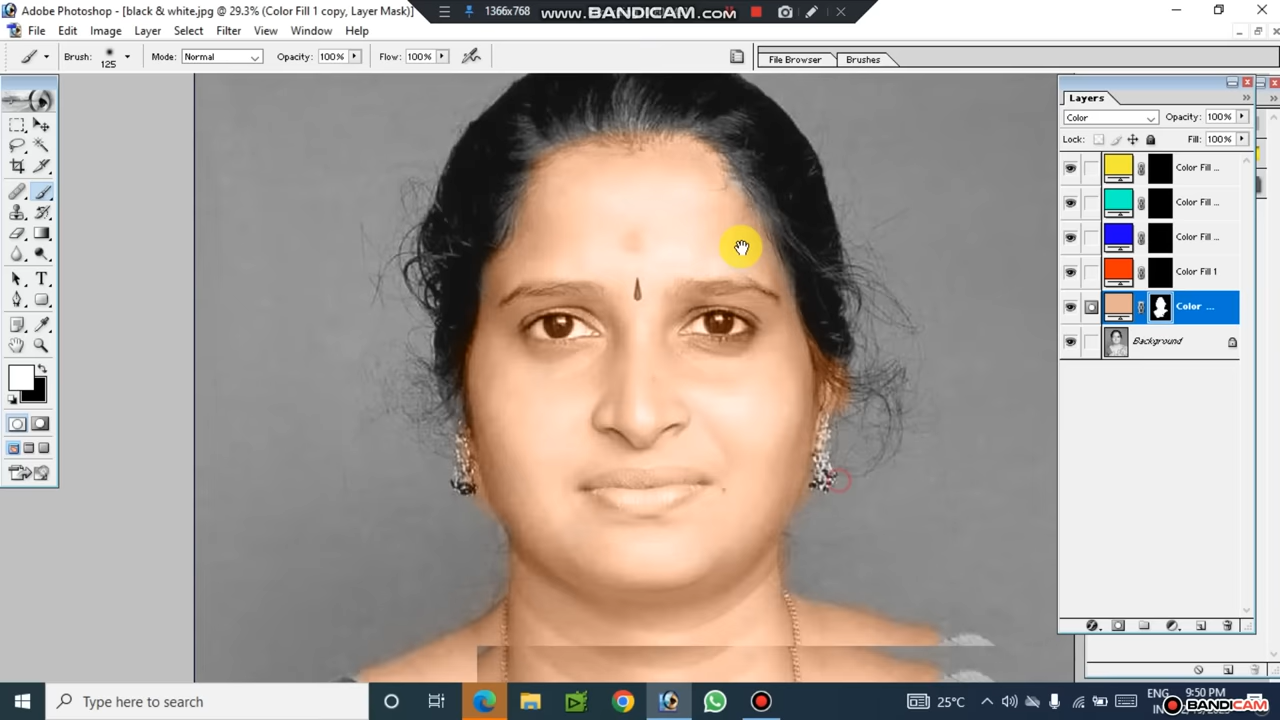 Adobe Photoshop - [black & white.jpg @ 29.3% (Color Fill 1 copy, Layer Mask)]
1366x768
www.BANDICAM.com
File Edit Image Layer Select Filter View Window Help
Brush: 125 Mode: Normal Opacity: 100% Flow: 100%
File Browser Brushes
Layers
Color Opacity: 100%
Lock: Fill: 100%
Color Fill ...
Color Fill ...
Color Fill ...
Color Fill 1
Color ...
Background
T
Type here to search
25°C
ENG
9:50 PM
IN
BANDICAM